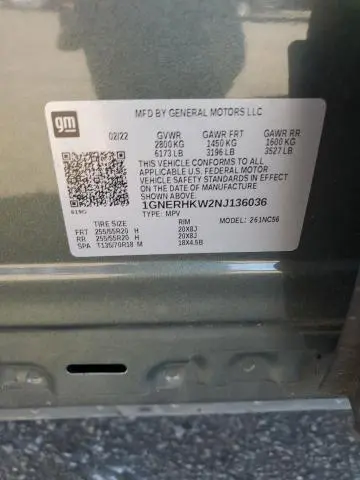 gm
MFD BY GENERAL MOTORS LLC
02/22 GVWR GAWR FRT GAWR RR
2800 KG 1450 KG 1600 KG
6173 LB 3196 LB 3527 LB
THIS VEHICLE CONFORMS TO ALL
APPLICABLE U.S. FEDERAL MOTOR
VEHICLE SAFETY STANDARDS IN EFFECT
ON THE DATE OF MANUFACTURE
SHOWN ABOVE.
1GNERHKW2NJ136036
TYPE: MPV MODEL: 261NC56
TIRE SIZE RIM
FRT 255/55R20 H 20X8J
RR 255/55R20 H 20X8J
SPA T135/70R18 M 18X4.5B